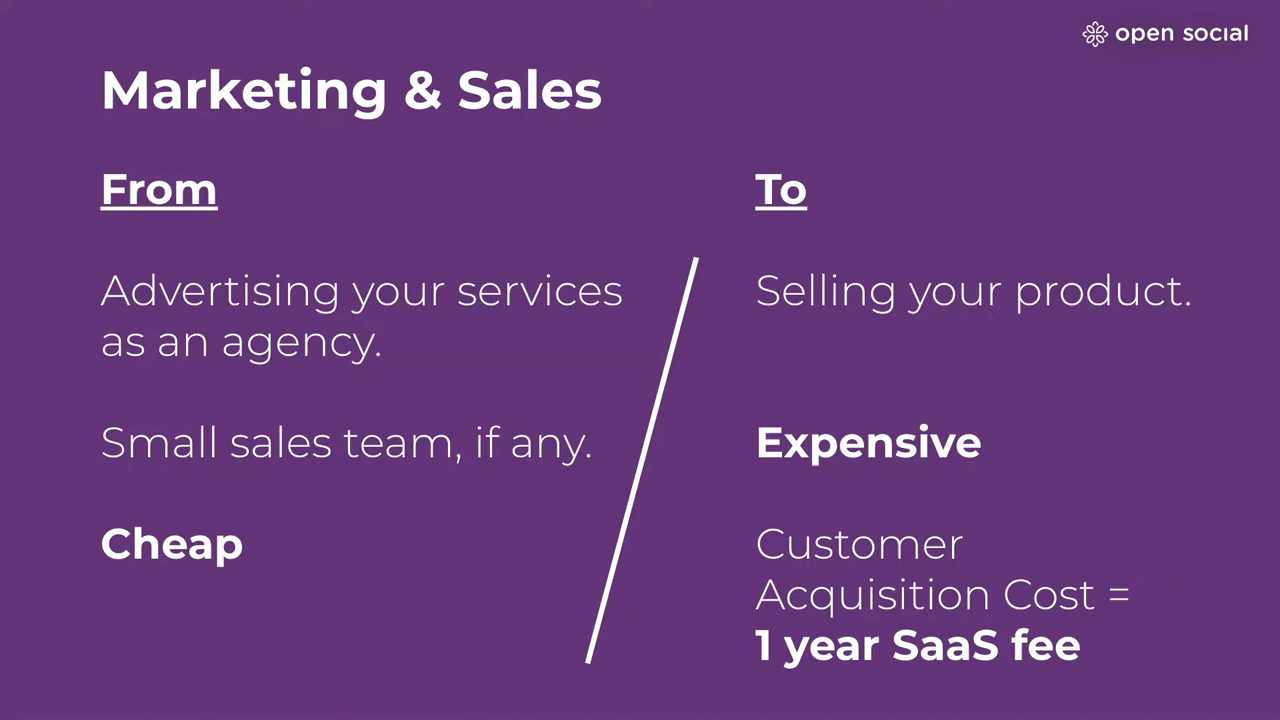 open social
Marketing & Sales
From
Advertising your services
as an agency.
Small sales team, if any.
Cheap
To
Selling your product.
Expensive
Customer
Acquisition Cost =
1 year SaaS fee